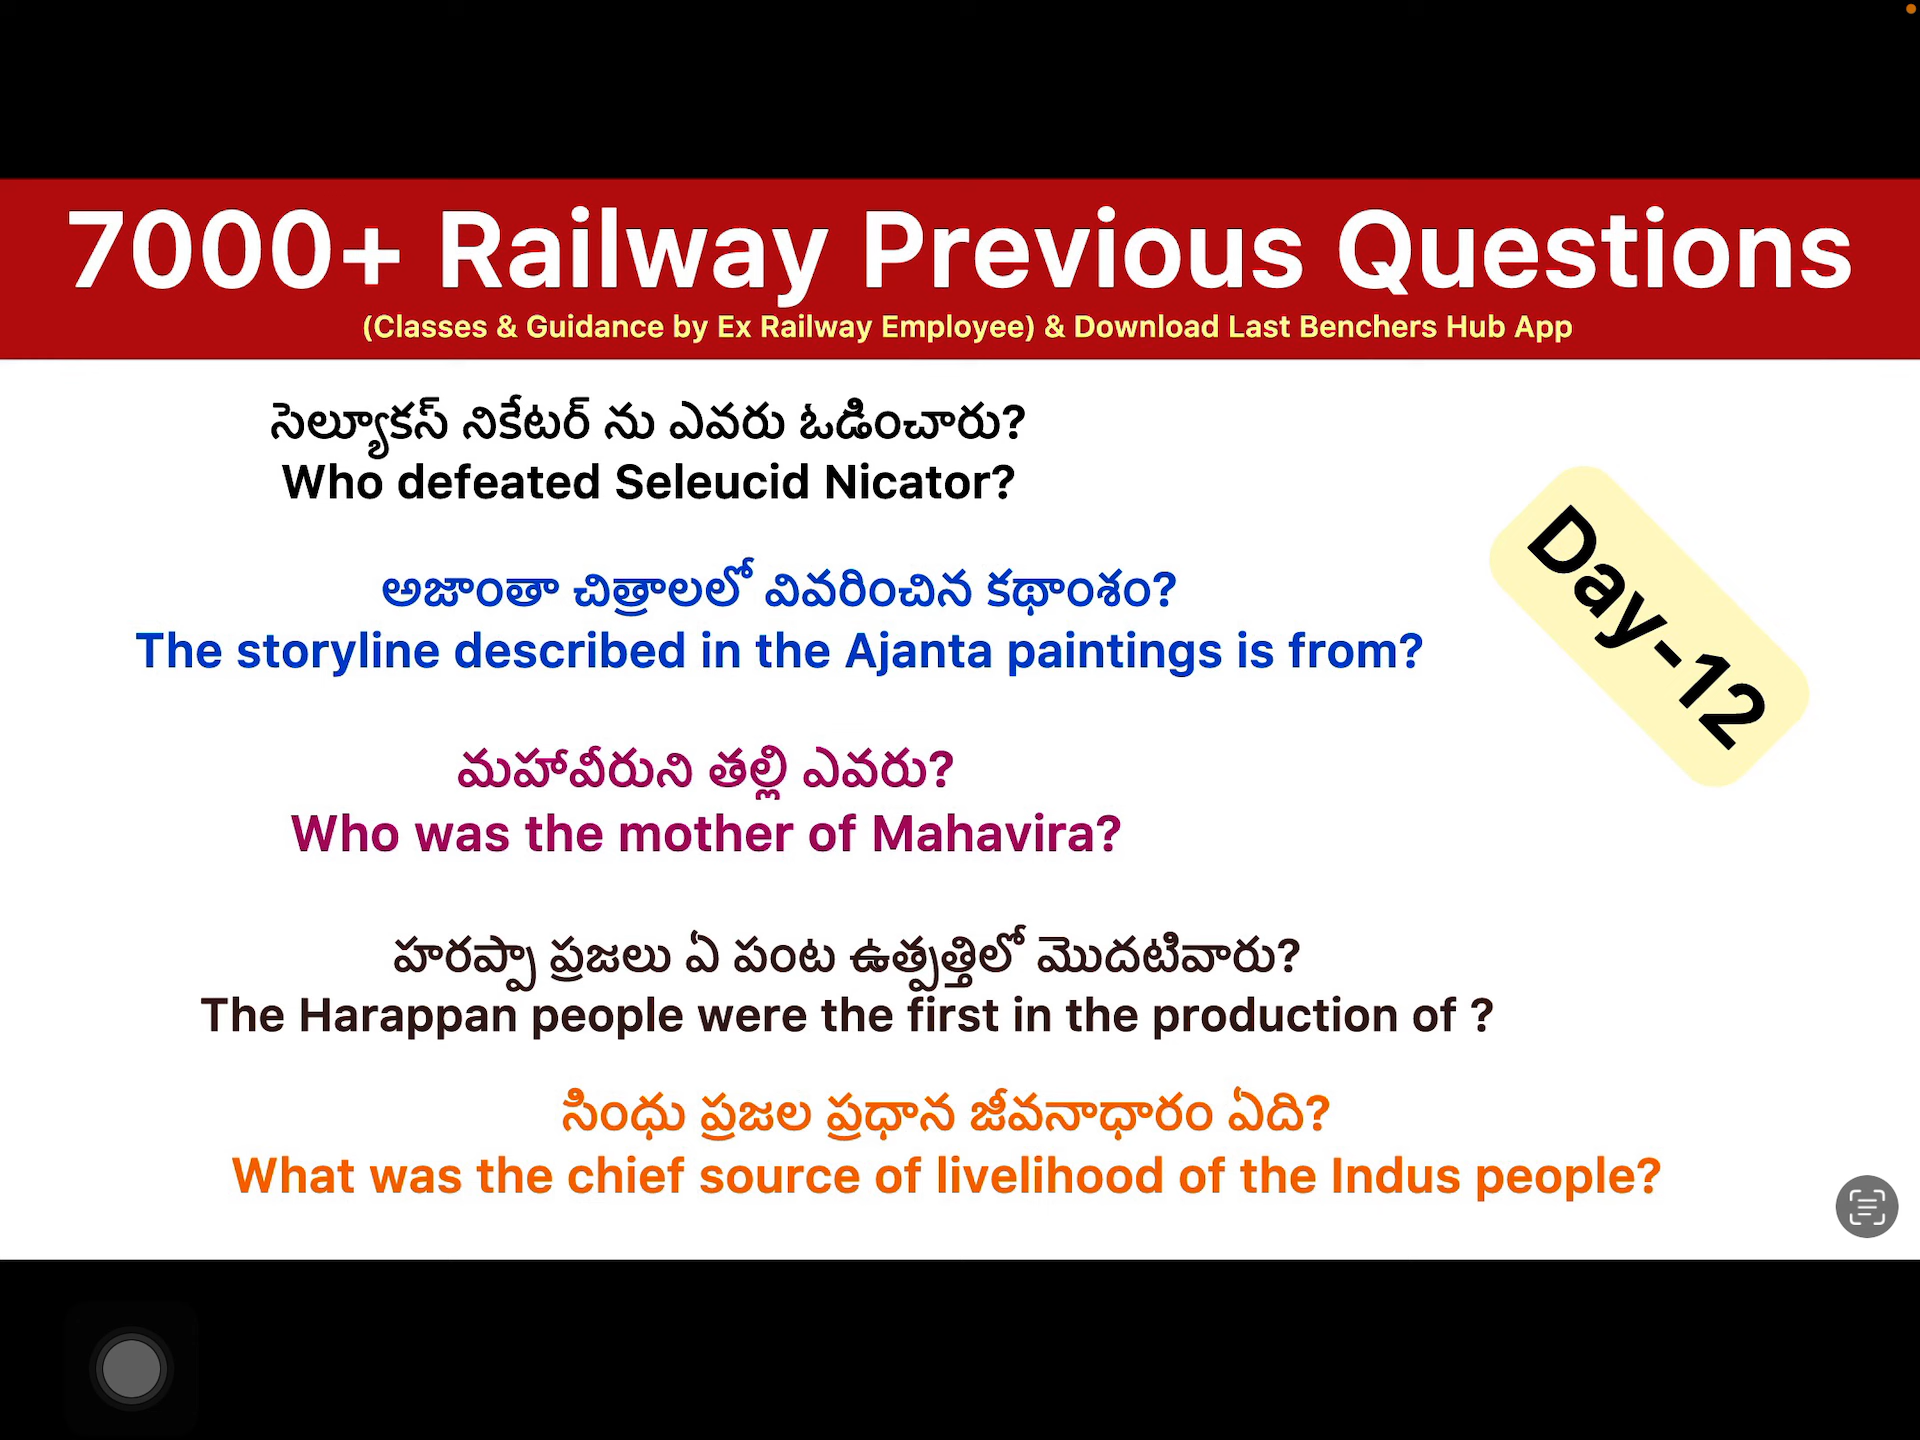 7000+ Railway Previous Questions
(Classes & Guidance by Ex Railway Employee) & Download Last Benchers Hub App
సెల్యూకస్ నికేటర్ ను ఎవరు ఓడించారు?
Who defeated Seleucid Nicator?
అజాంతా చిత్రాలలో వివరించిన కథాంశం?
The storyline described in the Ajanta paintings is from?
Day-12
మహావీరుని తల్లి ఎవరు?
Who was the mother of Mahavira?
హరప్పా ప్రజలు ఏ పంట ఉత్పత్తిలో మొదటివారు?
The Harappan people were the first in the production of ?
సింధు ప్రజల ప్రధాన జీవనాధారం ఏది?
What was the chief source of livelihood of the Indus people?